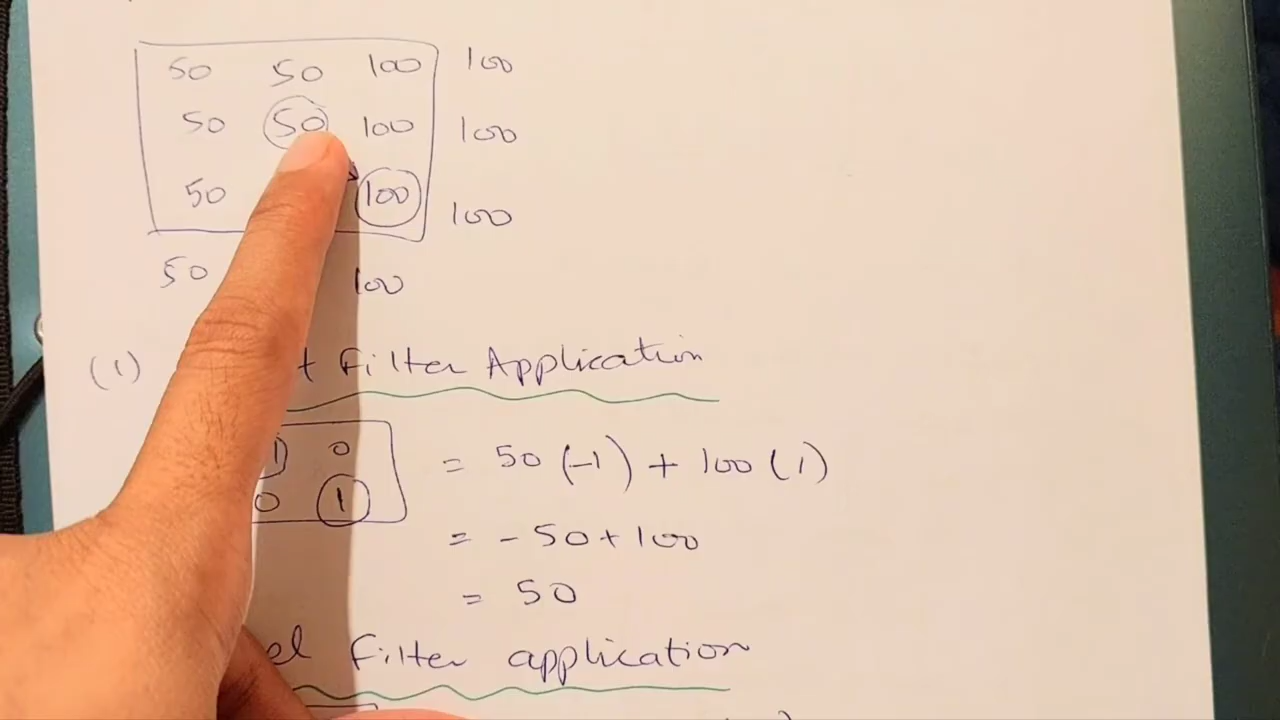 50 50 100 100
50 50 100 100
50 100 100
50 100
(1) Filter Application
0
= 50 (-1) + 100 (1)
0 1
= - 50 + 100
= 50
Filter application